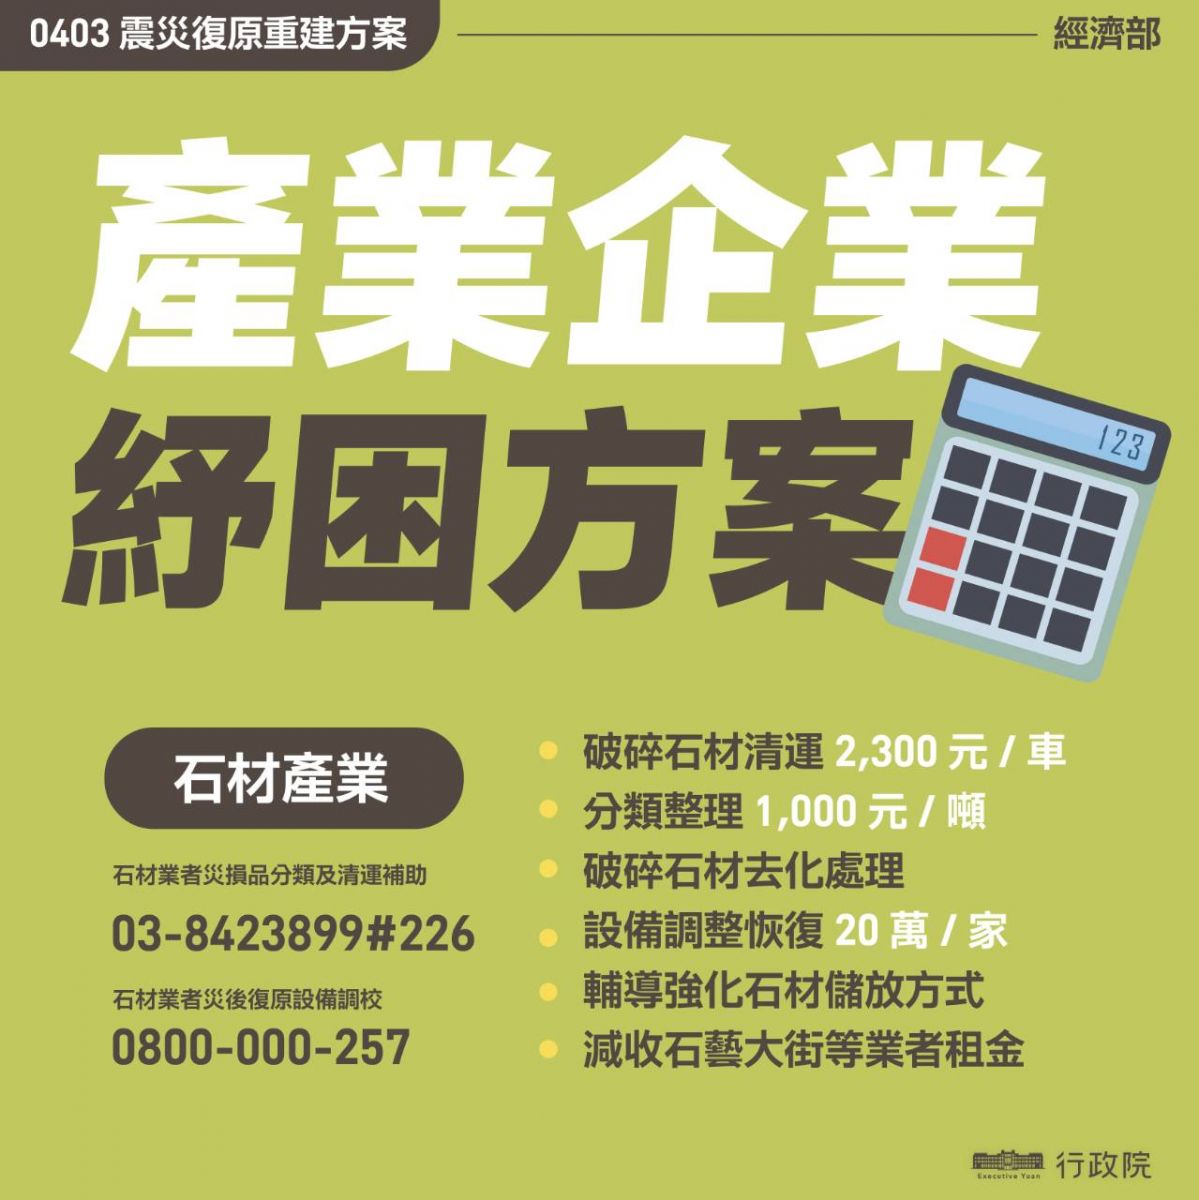 0403 震災復原重建方案
經濟部
產業企業
紓困方案
123
石材產業
石材業者災損品分類及清運補助
03-8423899#226
石材業者災後復原設備調校
0800-000-257
破碎石材清運 2,300 元 / 車
分類整理 1,000 元 / 噸
破碎石材去化處理
設備調整恢復 20 萬 / 家
輔導強化石材儲放方式
減收石藝大街等業者租金
Executive Yuan
行政院